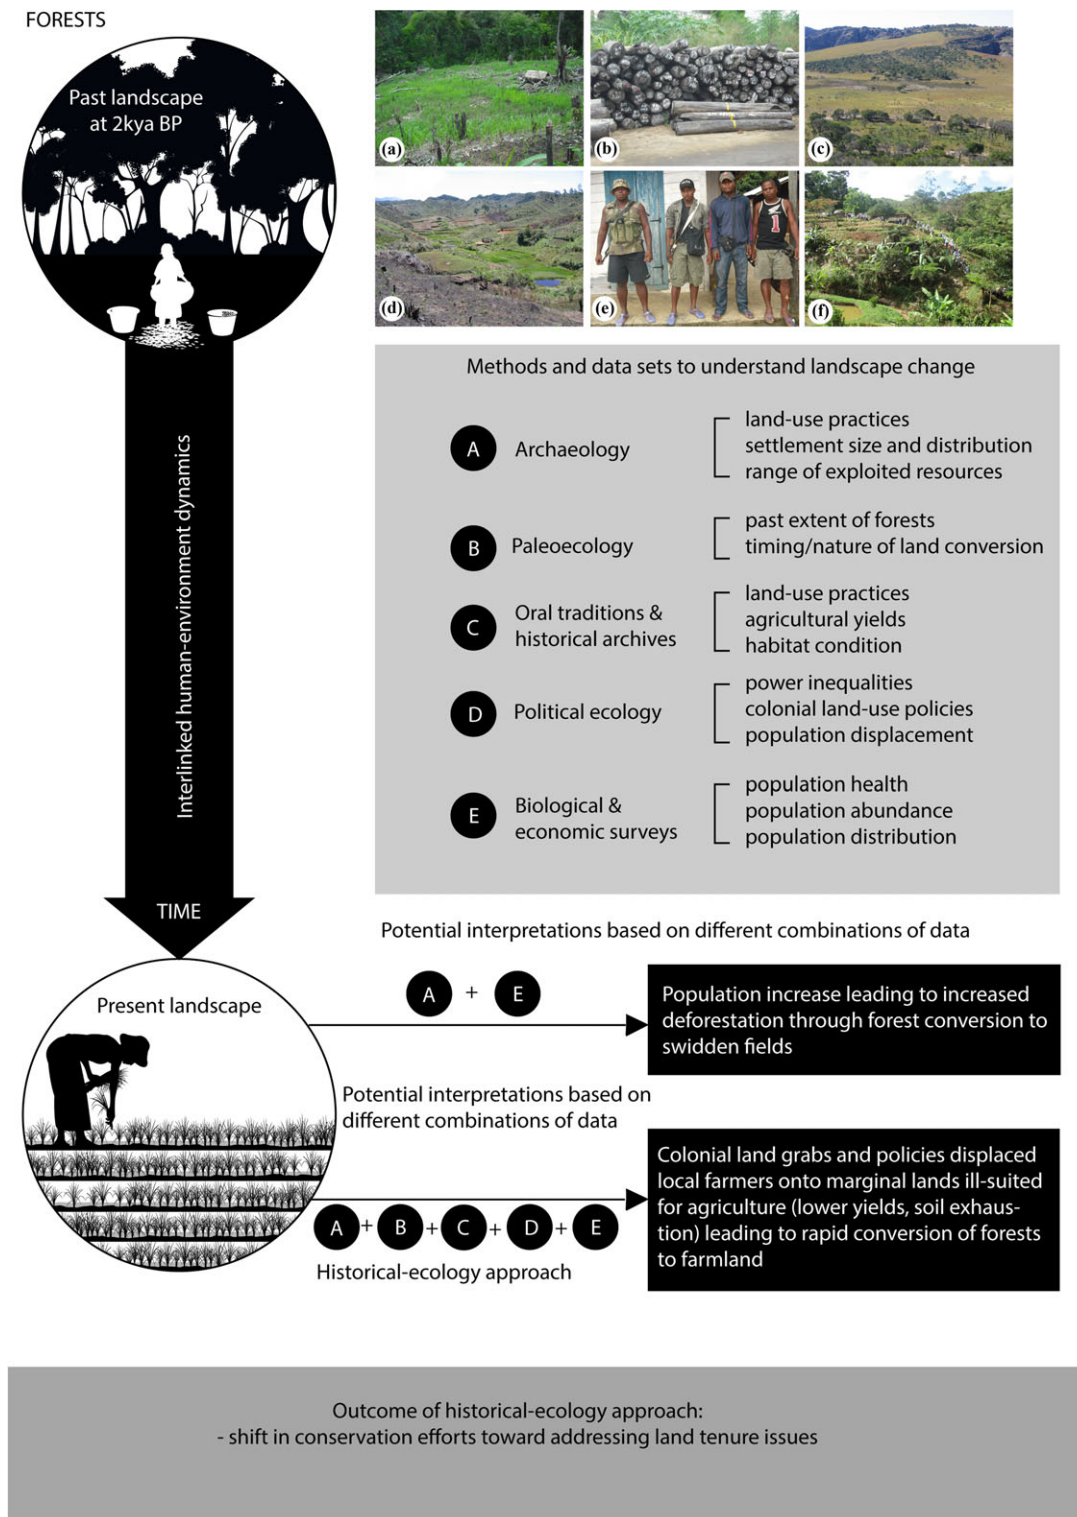 FORESTS
Past landscape
at 2kya BP
(a)
(b)
(c)
(d)
(e)
1
(f)
Interlinked human-environment dynamics
TIME
Methods and data sets to understand landscape change
A
Archaeology
land-use practices
settlement size and distribution
range of exploited resources
B
Paleoecology
past extent of forests
timing/nature of land conversion
C
Oral traditions &
historical archives
land-use practices
agricultural yields
habitat condition
D
Political ecology
power inequalities
colonial land-use policies
population displacement
E
Biological &
economic surveys
population health
population abundance
population distribution
Potential interpretations based on different combinations of data
Present landscape
A + E
Population increase leading to increased
deforestation through forest conversion to
swidden fields
Potential interpretations based on
different combinations of data
A + B + C + D + E
Historical-ecology approach
Colonial land grabs and policies displaced
local farmers onto marginal lands ill-suited
for agriculture (lower yields, soil exhaus-
tion) leading to rapid conversion of forests
to farmland
Outcome of historical-ecology approach:
- shift in conservation efforts toward addressing land tenure issues